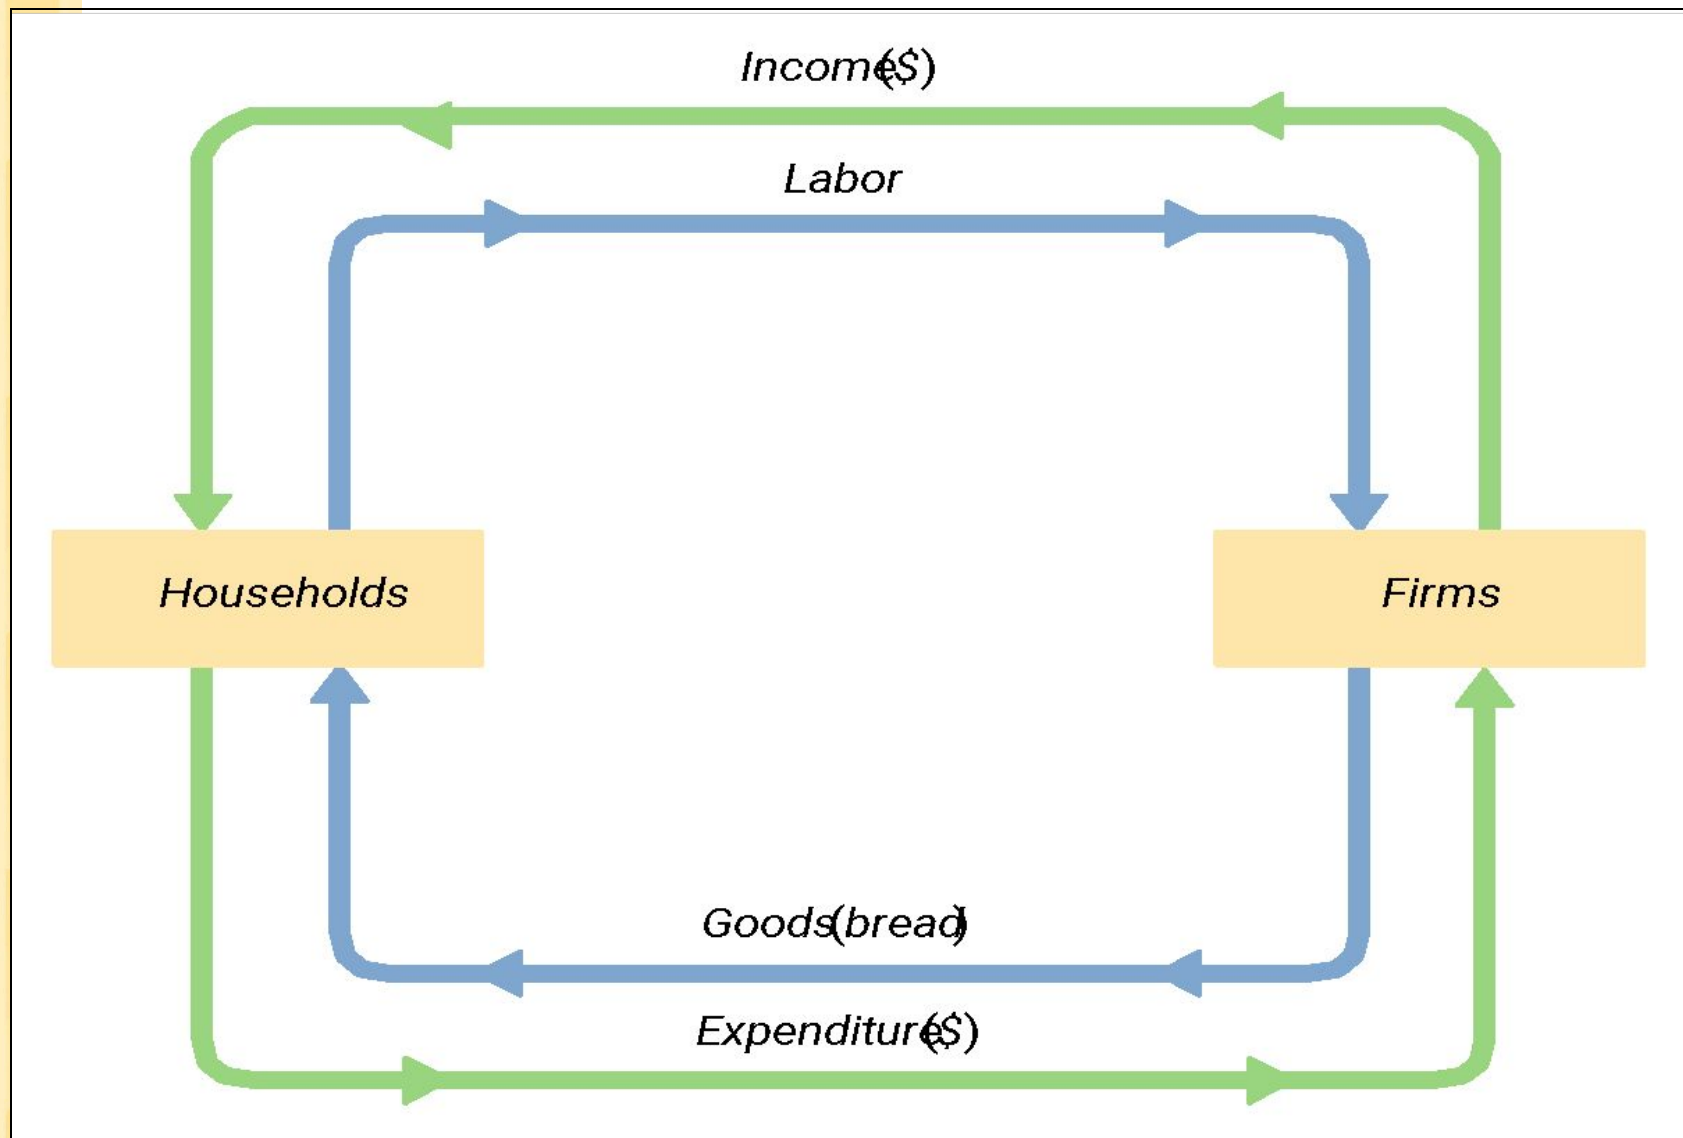 Income($)
Labor
Households
Firms
Goods(bread)
Expenditure($)